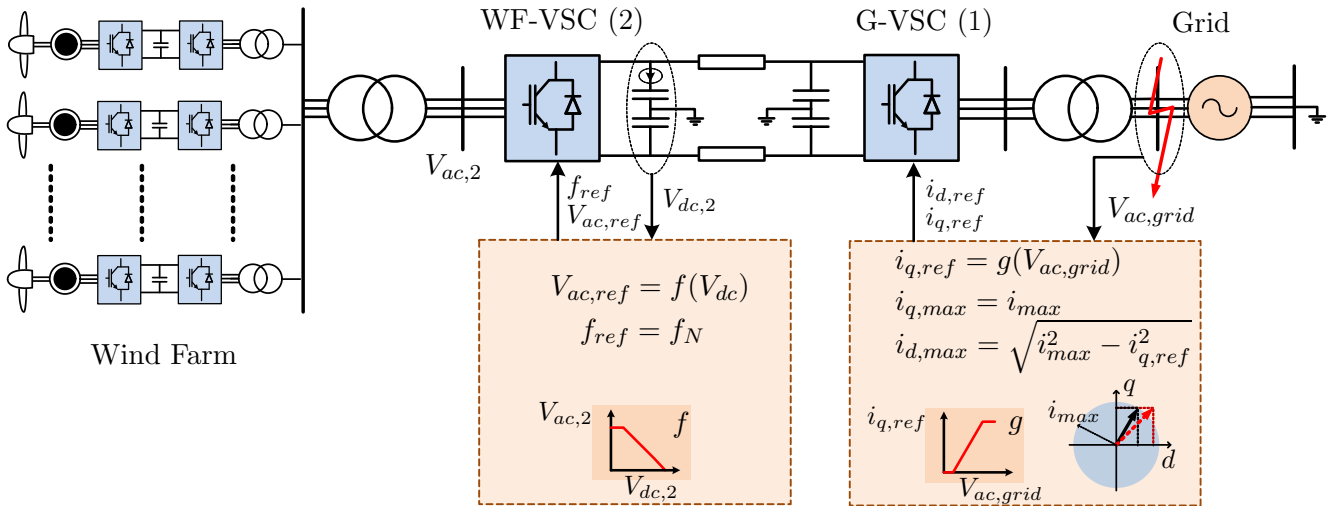 WF-VSC (2)
G-VSC (1)
Grid
V_{ac,2}
f_{ref}
V_{ac,ref}
V_{dc,2}
i_{d,ref}
i_{q,ref}
V_{ac,grid}
Wind Farm
V_{ac,ref} = f(V_{dc})
f_{ref} = f_N
V_{ac,2}
f
V_{dc,2}
i_{q,ref} = g(V_{ac,grid})
i_{q,max} = i_{max}
i_{d,max} = \sqrt{i_{max}^2 - i_{q,ref}^2}
i_{q,ref}
g
V_{ac,grid}
q
i_{max}
d